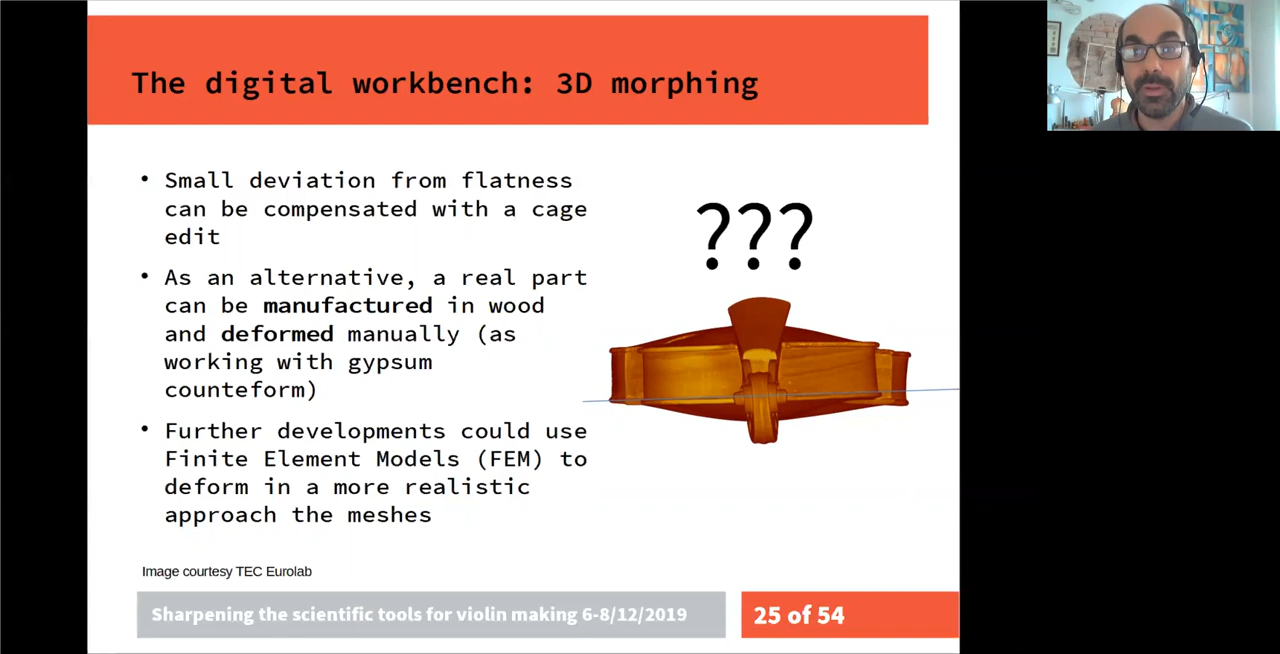 The digital workbench: 3D morphing
• Small deviation from flatness
can be compensated with a cage
edit
• As an alternative, a real part
can be manufactured in wood
and deformed manually (as
working with gypsum
counteform)
• Further developments could use
Finite Element Models (FEM) to
deform in a more realistic
approach the meshes
???
Image courtesy TEC Eurolab
Sharpening the scientific tools for violin making 6-8/12/2019
25 of 54